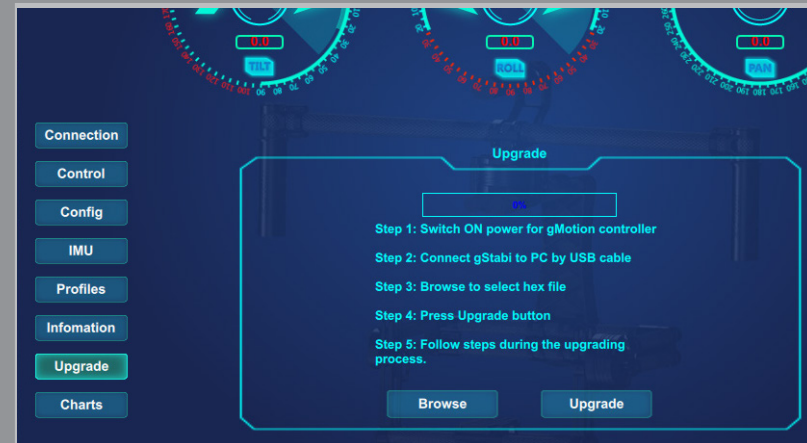 0.0
0.0
0.0
TILT
ROLL
PAN
Connection
Control
Config
IMU
Profiles
Infomation
Upgrade
Charts
Upgrade
0%
Step 1: Switch ON power for gMotion controller
Step 2: Connect gStabi to PC by USB cable
Step 3: Browse to select hex file
Step 4: Press Upgrade button
Step 5: Follow steps during the upgrading
process.
Browse
Upgrade